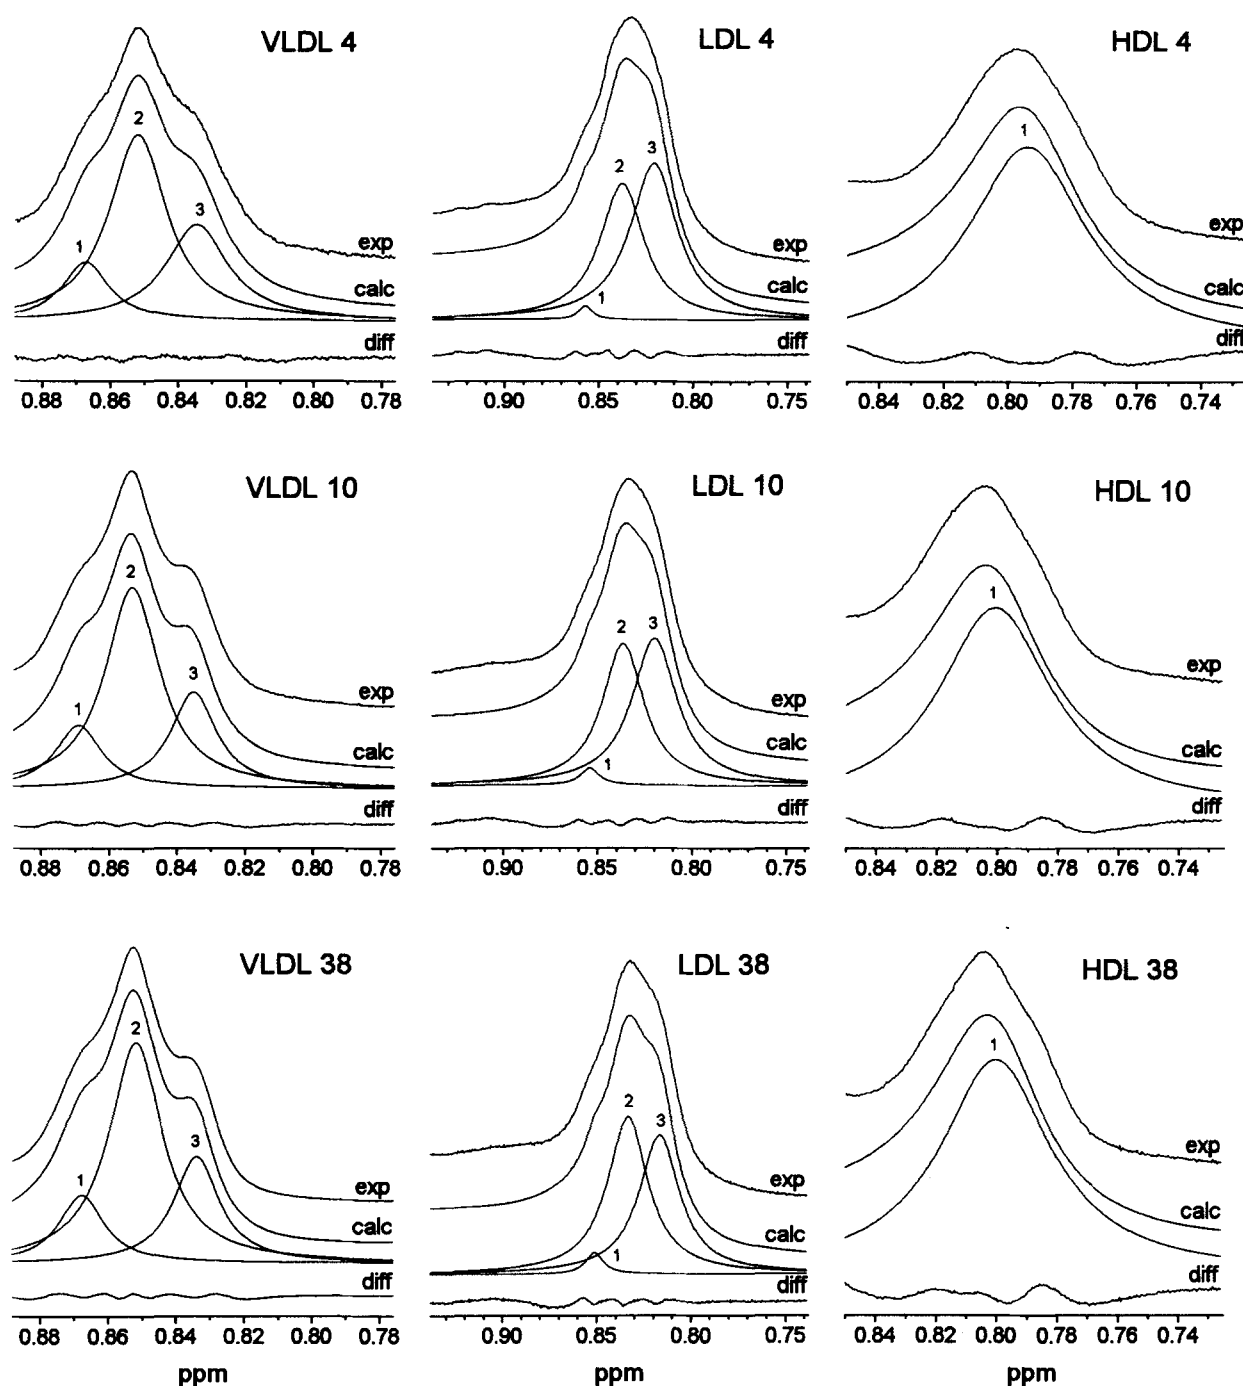 VLDL 4
2
1
3
exp
calc
diff
0.88 0.86 0.84 0.82 0.80 0.78
LDL 4
2
3
1
exp
calc
diff
0.90 0.85 0.80 0.75
HDL 4
1
exp
calc
diff
0.84 0.80 0.78 0.76 0.74
VLDL 10
2
1
3
exp
calc
diff
0.88 0.86 0.84 0.82 0.80 0.78
LDL 10
2
3
1
exp
calc
diff
0.90 0.85 0.80 0.75
HDL 10
1
exp
calc
diff
0.84 0.80 0.78 0.76 0.74
VLDL 38
2
1
3
exp
calc
diff
0.88 0.86 0.84 0.82 0.80 0.78
ppm
LDL 38
2
3
1
exp
calc
diff
0.90 0.85 0.80 0.75
ppm
HDL 38
1
exp
calc
diff
0.84 0.80 0.76 0.74
ppm